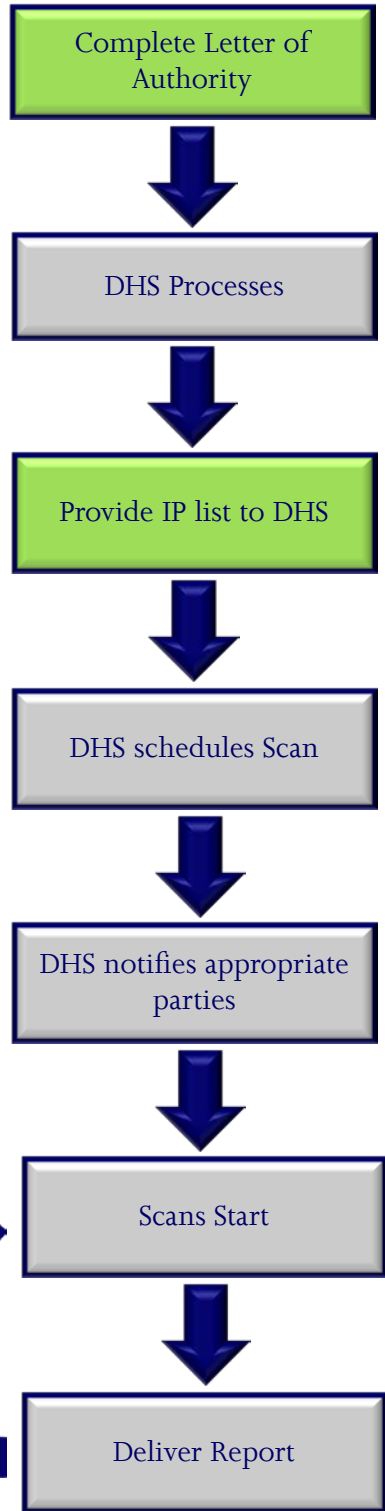 Complete Letter of
Authority
DHS Processes
Provide IP list to DHS
DHS schedules Scan
DHS notifies appropriate
parties
Scans Start
Deliver Report